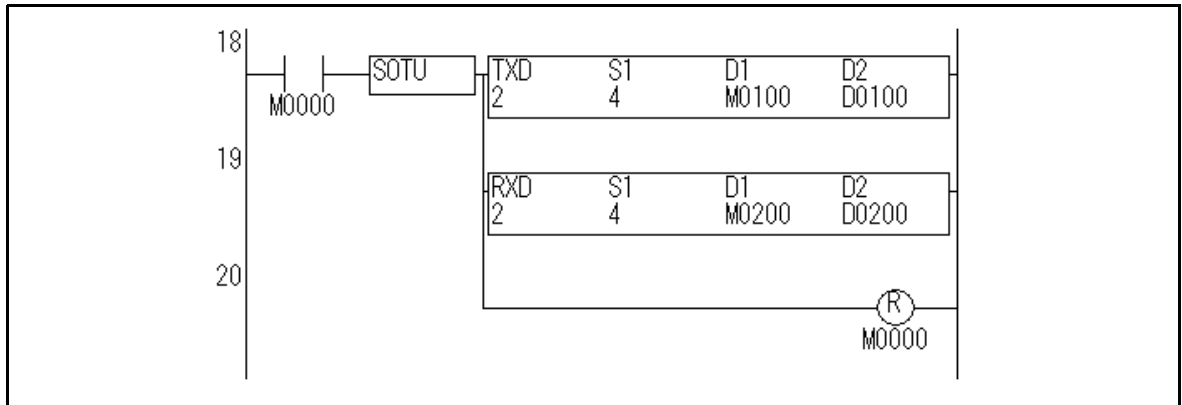 18
SOTU TXD S1 D1 D2
2 4 M0100 D0100
M0000
19
RXD S1 D1 D2
2 4 M0200 D0200
20
R
M0000